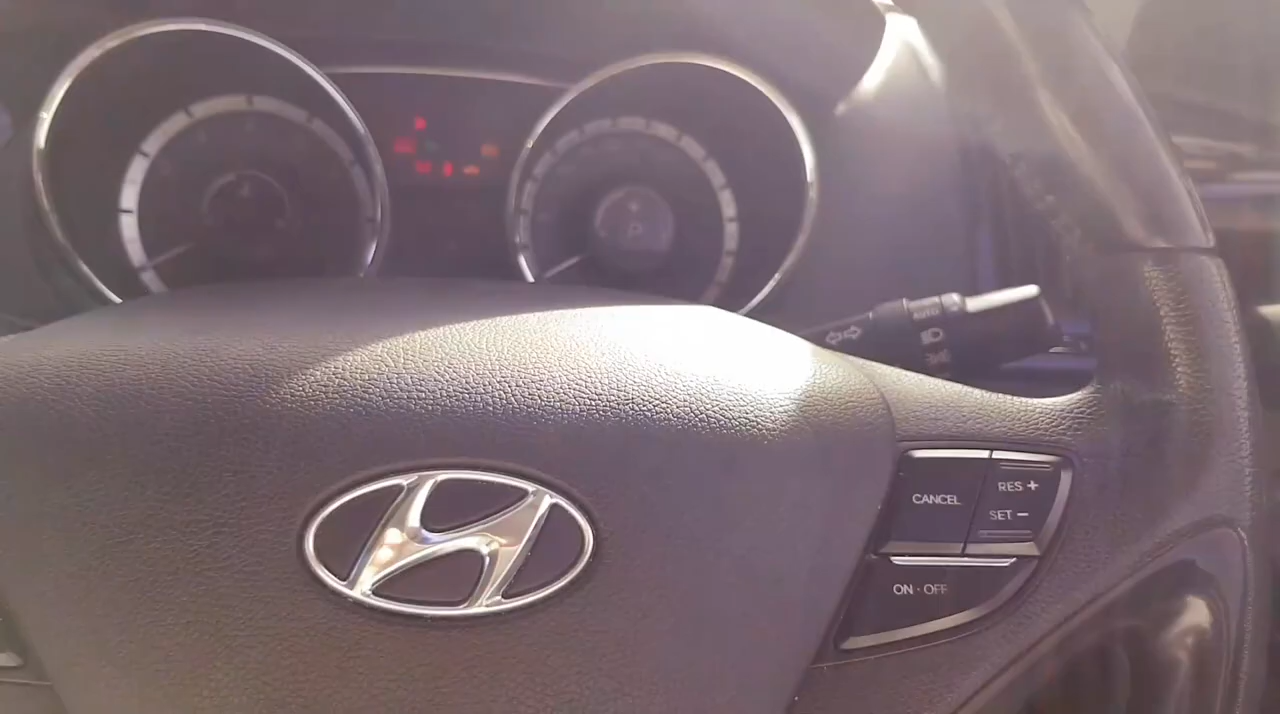 P
AUTO
CANCEL
RES +
SET −
ON · OFF